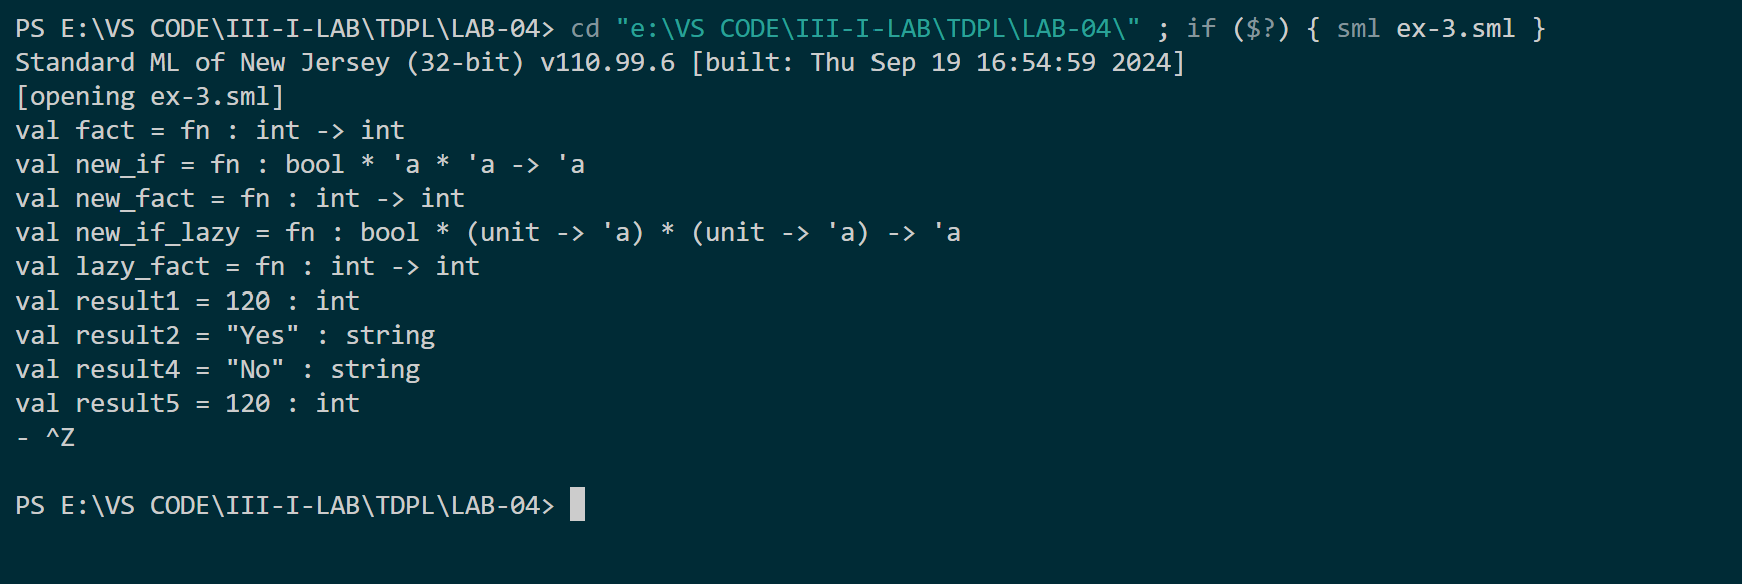 PS E:\VS CODE\III-I-LAB\TDPL\LAB-04> cd "e:\VS CODE\III-I-LAB\TDPL\LAB-04\" ; if ($?) { sml ex-3.sml }
Standard ML of New Jersey (32-bit) v110.99.6 [built: Thu Sep 19 16:54:59 2024]
[opening ex-3.sml]
val fact = fn : int -> int
val new_if = fn : bool * 'a * 'a -> 'a
val new_fact = fn : int -> int
val new_if_lazy = fn : bool * (unit -> 'a) * (unit -> 'a) -> 'a
val lazy_fact = fn : int -> int
val result1 = 120 : int
val result2 = "Yes" : string
val result4 = "No" : string
val result5 = 120 : int
- ^Z
PS E:\VS CODE\III-I-LAB\TDPL\LAB-04>